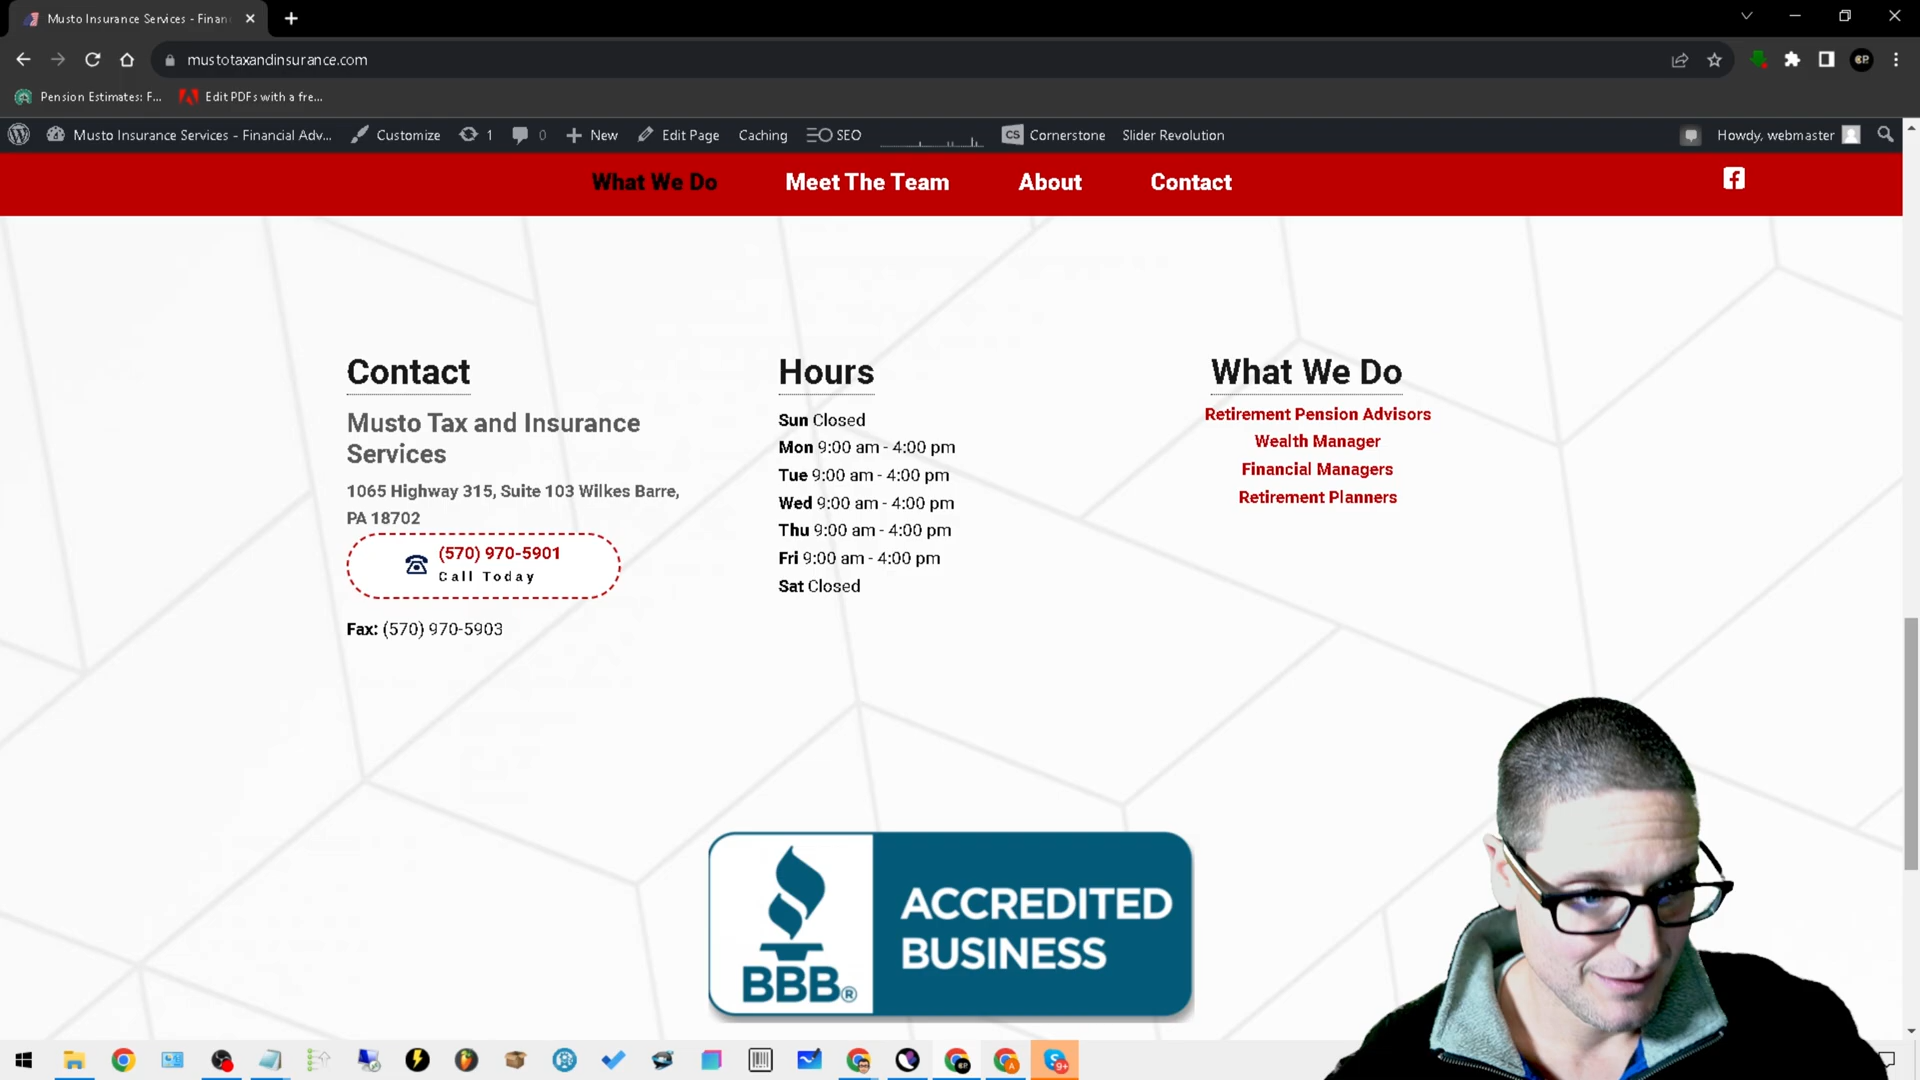 Musto Insurance Services - Finan
mustotaxandinsurance.com
Pension Estimates: F...
Edit PDFs with a fre...
Musto Insurance Services - Financial Adv...
Customize
1
0
New
Edit Page
Caching
SEO
CS
Cornerstone
Slider Revolution
Howdy, webmaster
What We Do
Meet The Team
About
Contact
Contact
Musto Tax and Insurance
Services
1065 Highway 315, Suite 103 Wilkes Barre,
PA 18702
(570) 970-5901
Call Today
Fax: (570) 970-5903
Hours
Sun Closed
Mon 9:00 am - 4:00 pm
Tue 9:00 am - 4:00 pm
Wed 9:00 am - 4:00 pm
Thu 9:00 am - 4:00 pm
Fri 9:00 am - 4:00 pm
Sat Closed
What We Do
Retirement Pension Advisors
Wealth Manager
Financial Managers
Retirement Planners
BBB®
ACCREDITED
BUSINESS
9+